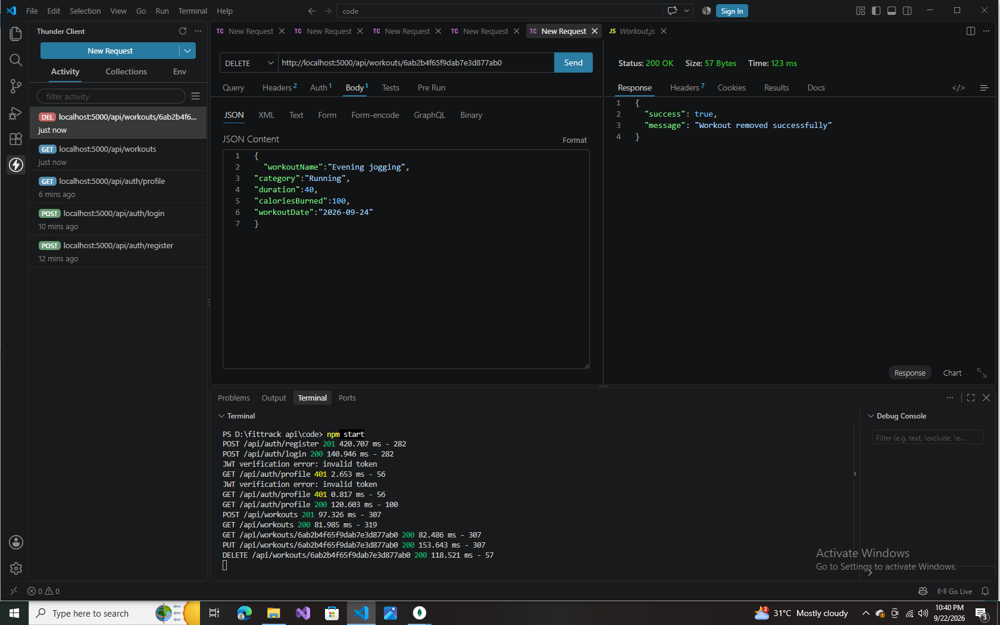 File Edit Selection View Go Run Terminal Help
code
Sign In
Thunder Client
New Request
Activity Collections Env
filter activity
DEL localhost:5000/api/workouts/6ab2b4f6...
just now
GET localhost:5000/api/workouts
just now
GET localhost:5000/api/auth/profile
6 mins ago
POST localhost:5000/api/auth/login
10 mins ago
POST localhost:5000/api/auth/register
12 mins ago
TC New Request TC New Request TC New Request TC New Request TC New Request JS Workout.js
DELETE http://localhost:5000/api/workouts/6ab2b4f65f9dab7e3d877ab0 Send
Query Headers 2 Auth 1 Body 1 Tests Pre Run
JSON XML Text Form Form-encode GraphQL Binary
JSON Content Format
1 {
2 "workoutName":"Evening jogging",
3 "category":"Running",
4 "duration":40,
5 "caloriesBurned":100,
6 "workoutDate":"2026-09-24"
7 }
Status: 200 OK Size: 57 Bytes Time: 123 ms
Response Headers 7 Cookies Results Docs
1 {
2 "success": true,
3 "message": "Workout removed successfully"
4 }
Response Chart
Problems Output Terminal Ports
Terminal
PS D:\fittrack api\code> npm start
POST /api/auth/register 201 420.707 ms - 282
POST /api/auth/login 200 140.946 ms - 282
JWT verification error: invalid token
GET /api/auth/profile 401 2.653 ms - 56
JWT verification error: invalid token
GET /api/auth/profile 401 0.817 ms - 56
GET /api/auth/profile 200 120.603 ms - 100
POST /api/workouts 201 97.326 ms - 307
GET /api/workouts 200 81.985 ms - 319
GET /api/workouts/6ab2b4f65f9dab7e3d877ab0 200 82.486 ms - 307
PUT /api/workouts/6ab2b4f65f9dab7e3d877ab0 200 153.643 ms - 307
DELETE /api/workouts/6ab2b4f65f9dab7e3d877ab0 200 118.521 ms - 57
Debug Console
Filter (e.g. text, !exclude, \e...
Activate Windows
Go to Settings to activate Windows.
0 0
Go Live
Type here to search
2
31°C Mostly cloudy
10:40 PM
9/22/2026
3